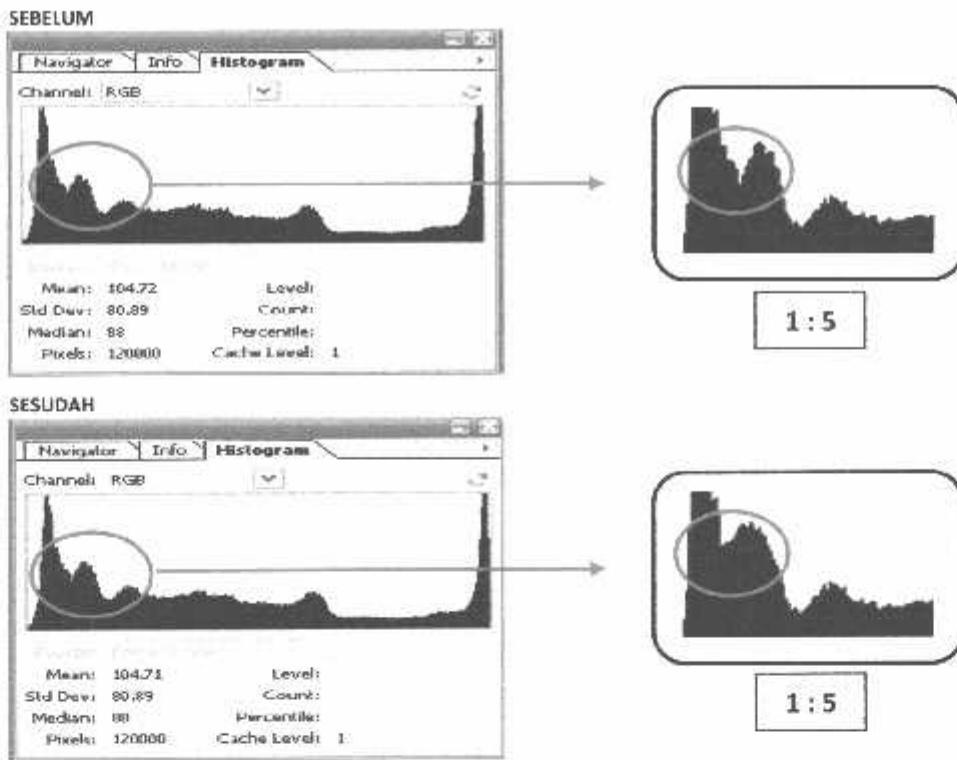 SEBELUM
Navigator Info Histogram
Channel: RGB
Mean: 104.72 Level:
Std Dev: 80.89 Count:
Median: 88 Percentile:
Pixels: 120000 Cache Level: 1
1 : 5
SESUDAH
Navigator Info Histogram
Channel: RGB
Mean: 104.71 Level:
Std Dev: 80.89 Count:
Median: 88 Percentile:
Pixels: 120000 Cache Level: 1
1 : 5